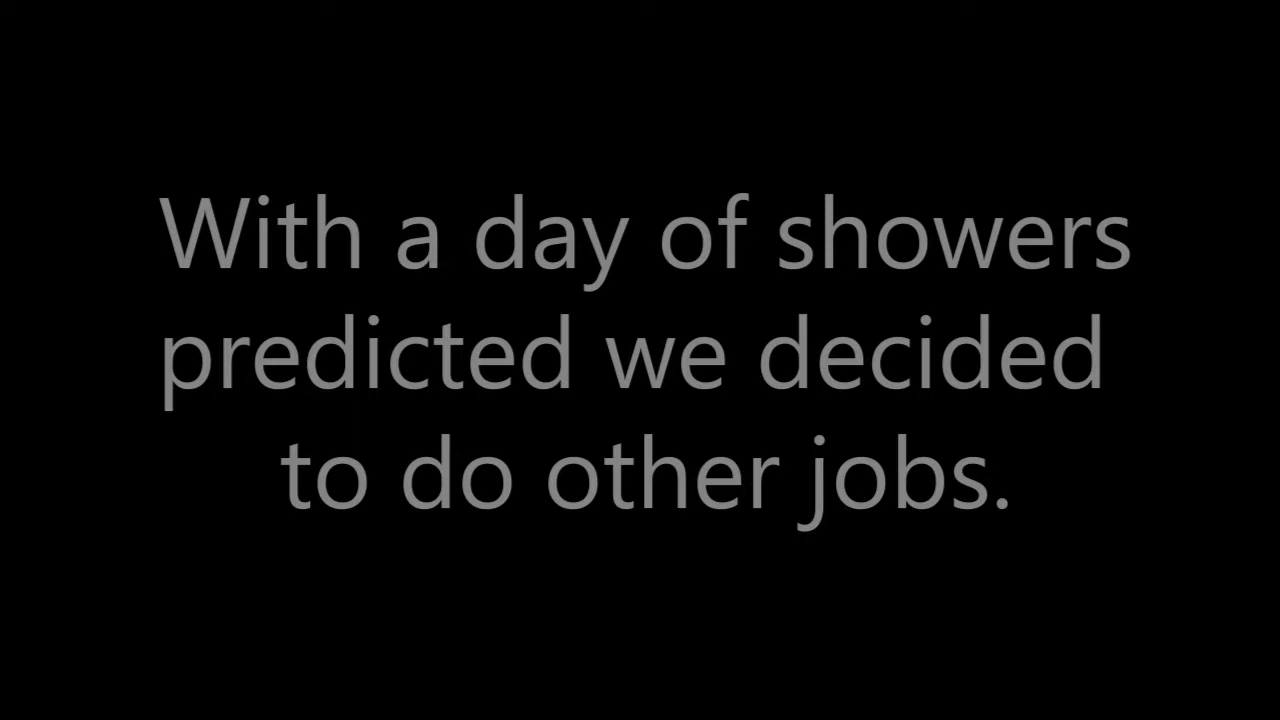 With a day of showers
predicted we decided
to do other jobs.